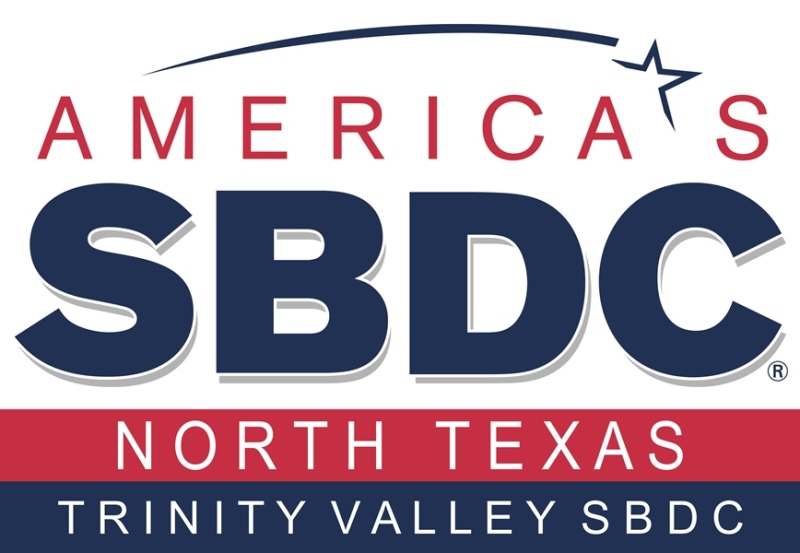 AMERICA'S
SBDC®
NORTH TEXAS
TRINITY VALLEY SBDC